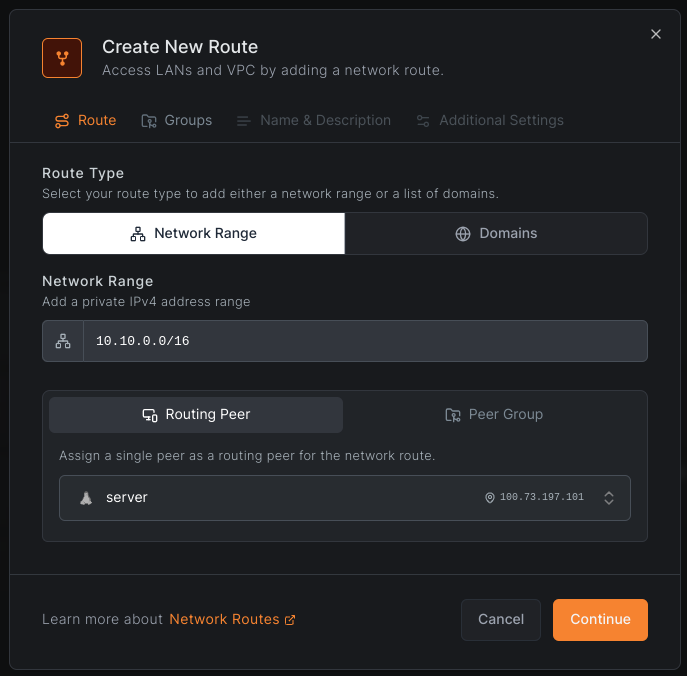 Create New Route
Access LANs and VPC by adding a network route.
Route Groups Name & Description Additional Settings
Route Type
Select your route type to add either a network range or a list of domains.
Network Range Domains
Network Range
Add a private IPv4 address range
10.10.0.0/16
Routing Peer Peer Group
Assign a single peer as a routing peer for the network route.
server 100.73.197.101
Learn more about Network Routes Cancel Continue